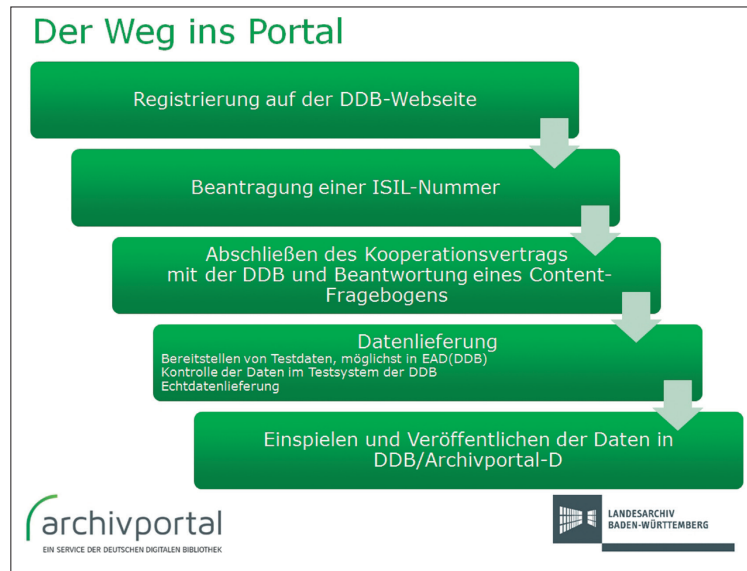 Der Weg ins Portal
Registrierung auf der DDB-Webseite
Beantragung einer ISIL-Nummer
Abschließen des Kooperationsvertrags
mit der DDB und Beantwortung eines Content-
Fragebogens
Datenlieferung
Bereitstellen von Testdaten, möglichst in EAD(DDB)
Kontrolle der Daten im Testsystem der DDB
Echtdatenlieferung
Einspielen und Veröffentlichen der Daten in
DDB/Archivportal-D
archivportal
EIN SERVICE DER DEUTSCHEN DIGITALEN BIBLIOTHEK
LANDESARCHIV
BADEN-WÜRTTEMBERG